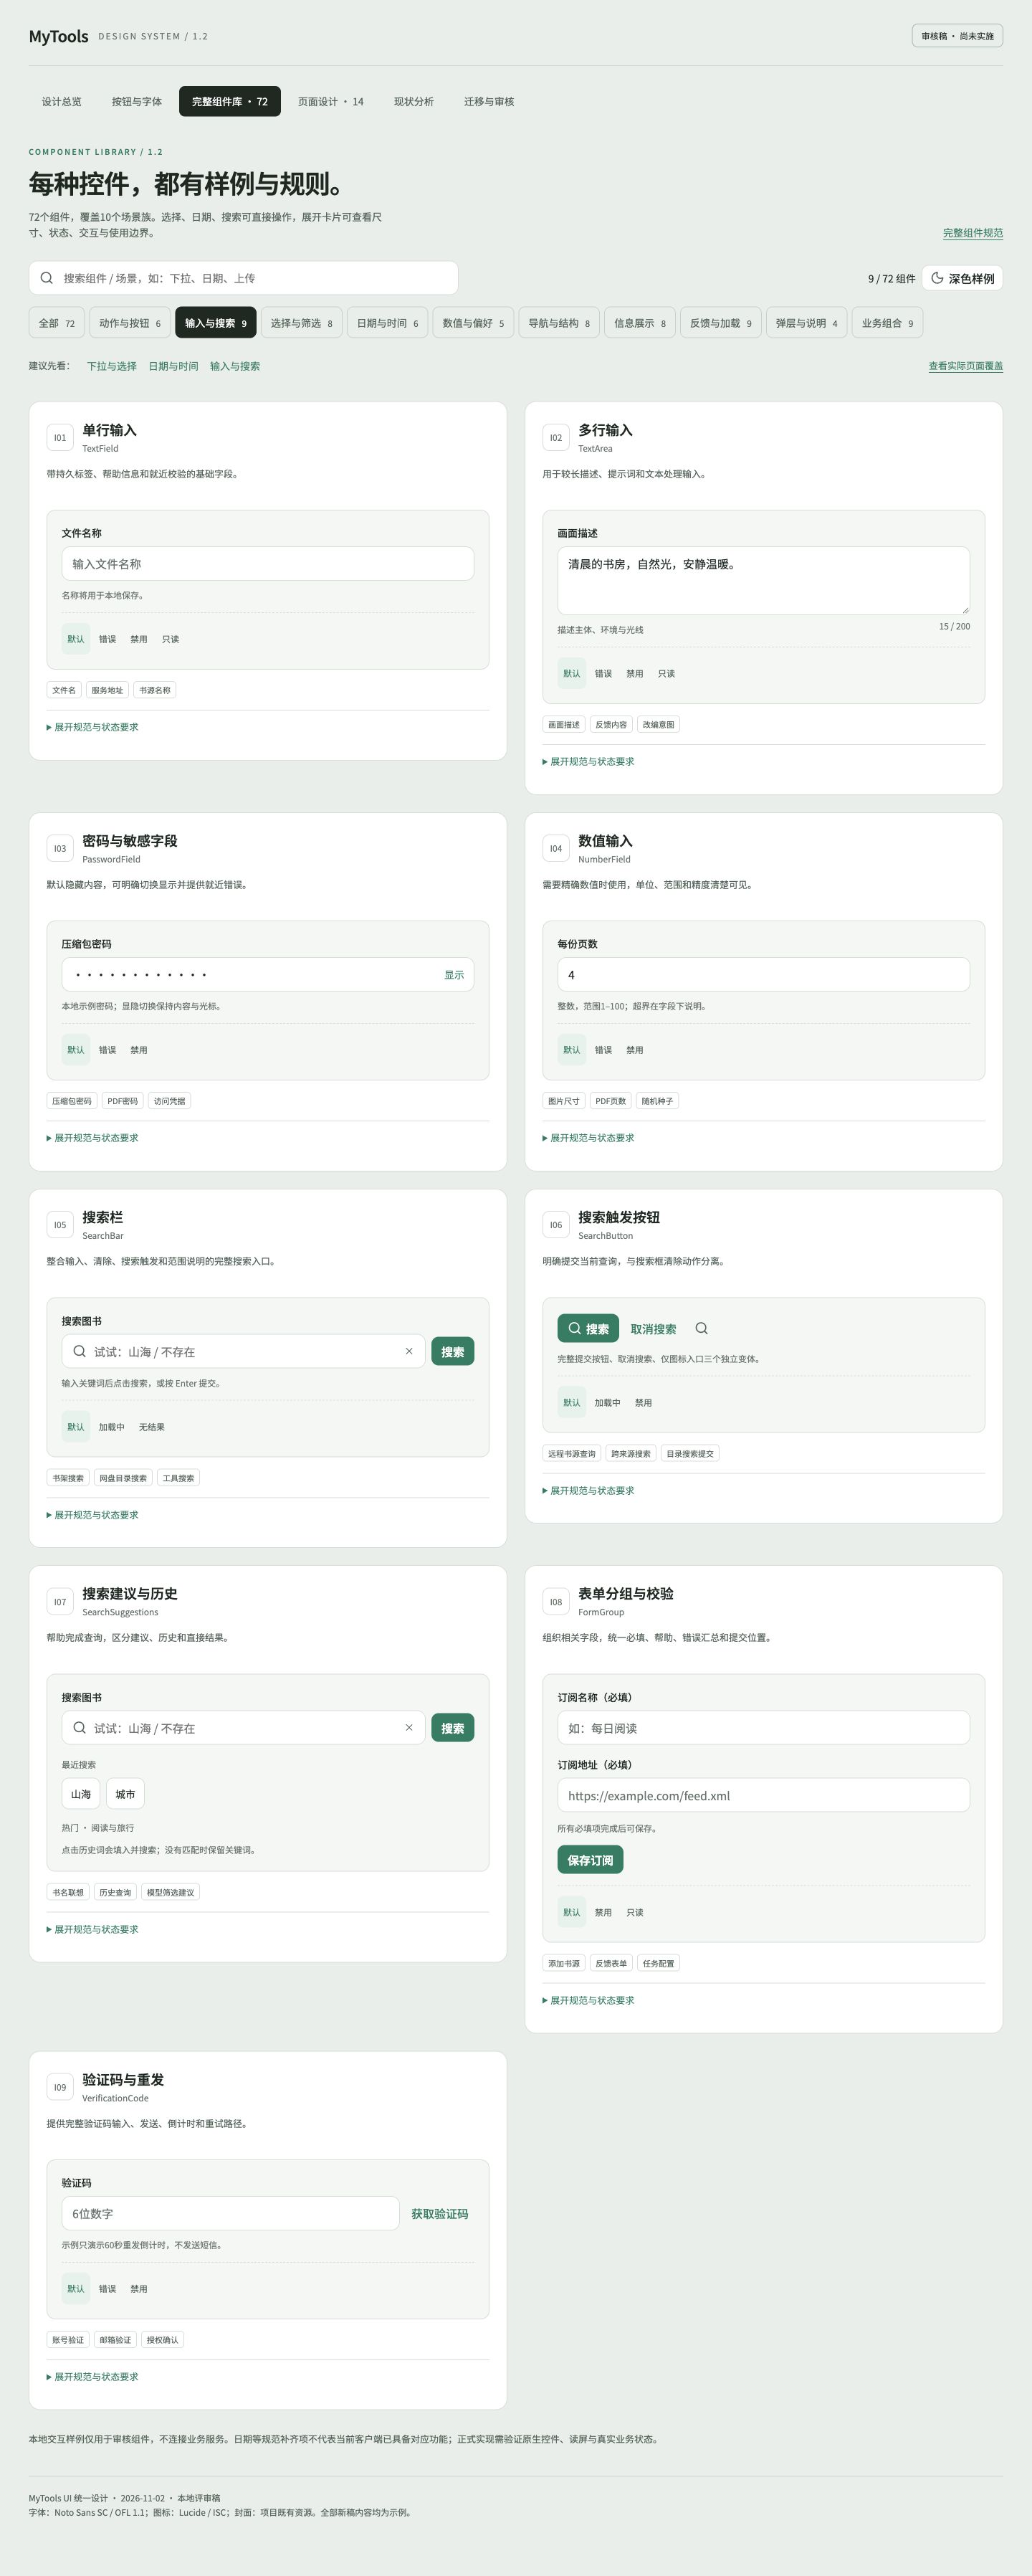 MyTools DESIGN SYSTEM / 1.2
审核稿 · 尚未实施
设计总览 按钮与字体 完整组件库 · 72 页面设计 · 14 现状分析 迁移与审核
COMPONENT LIBRARY / 1.2
每种控件，都有样例与规则。
72个组件，覆盖10个场景族。选择、日期、搜索可直接操作，展开卡片可查看尺
寸、状态、交互与使用边界。
完整组件规范
搜索组件 / 场景，如：下拉、日期、上传
9 / 72 组件 深色样例
全部 72 动作与按钮 6 输入与搜索 9 选择与筛选 8 日期与时间 6 数值与偏好 5 导航与结构 8 信息展示 8 反馈与加载 9 弹层与说明 4 业务组合 9
建议先看： 下拉与选择 日期与时间 输入与搜索
查看实际页面覆盖
I01 单行输入
TextField
带持久标签、帮助信息和就近校验的基础字段。
文件名称
输入文件名称
名称将用于本地保存。
默认 错误 禁用 只读
文件名 服务地址 书源名称
▶ 展开规范与状态要求
I02 多行输入
TextArea
用于较长描述、提示词和文本处理输入。
画面描述
清晨的书房，自然光，安静温暖。
描述主体、环境与光线 15 / 200
默认 错误 禁用 只读
画面描述 反馈内容 改编意图
▶ 展开规范与状态要求
I03 密码与敏感字段
PasswordField
默认隐藏内容，可明确切换显示并提供就近错误。
压缩包密码
• • • • • • • • • • • • 显示
本地示例密码；显隐切换保持内容与光标。
默认 错误 禁用
压缩包密码 PDF密码 访问凭据
▶ 展开规范与状态要求
I04 数值输入
NumberField
需要精确数值时使用，单位、范围和精度清楚可见。
每份页数
4
整数，范围1–100；超界在字段下说明。
默认 错误 禁用
图片尺寸 PDF页数 随机种子
▶ 展开规范与状态要求
I05 搜索栏
SearchBar
整合输入、清除、搜索触发和范围说明的完整搜索入口。
搜索图书
试试：山海 / 不存在 × 搜索
输入关键词后点击搜索，或按 Enter 提交。
默认 加载中 无结果
书架搜索 网盘目录搜索 工具搜索
▶ 展开规范与状态要求
I06 搜索触发按钮
SearchButton
明确提交当前查询，与搜索框清除动作分离。
搜索 取消搜索
完整提交按钮、取消搜索、仅图标入口三个独立变体。
默认 加载中 禁用
远程书源查询 跨来源搜索 目录搜索提交
▶ 展开规范与状态要求
I07 搜索建议与历史
SearchSuggestions
帮助完成查询，区分建议、历史和直接结果。
搜索图书
试试：山海 / 不存在 × 搜索
最近搜索
山海 城市
热门 · 阅读与旅行
点击历史词会填入并搜索；没有匹配时保留关键词。
书名联想 历史查询 模型筛选建议
▶ 展开规范与状态要求
I08 表单分组与校验
FormGroup
组织相关字段，统一必填、帮助、错误汇总和提交位置。
订阅名称（必填）
如：每日阅读
订阅地址（必填）
https://example.com/feed.xml
所有必填项完成后可保存。
保存订阅
默认 禁用 只读
添加书源 反馈表单 任务配置
▶ 展开规范与状态要求
I09 验证码与重发
VerificationCode
提供完整验证码输入、发送、倒计时和重试路径。
验证码
6位数字 获取验证码
示例只演示60秒重发倒计时，不发送短信。
默认 错误 禁用
账号验证 邮箱验证 授权确认
▶ 展开规范与状态要求
本地交互样例仅用于审核组件，不连接业务服务。日期等规范补齐项不代表当前客户端已具备对应功能；正式实现需验证原生控件、读屏与真实业务状态。
MyTools UI 统一设计 · 2026-11-02 · 本地评审稿
字体：Noto Sans SC / OFL 1.1；图标：Lucide / ISC；封面：项目既有资源。全部新稿内容均为示例。